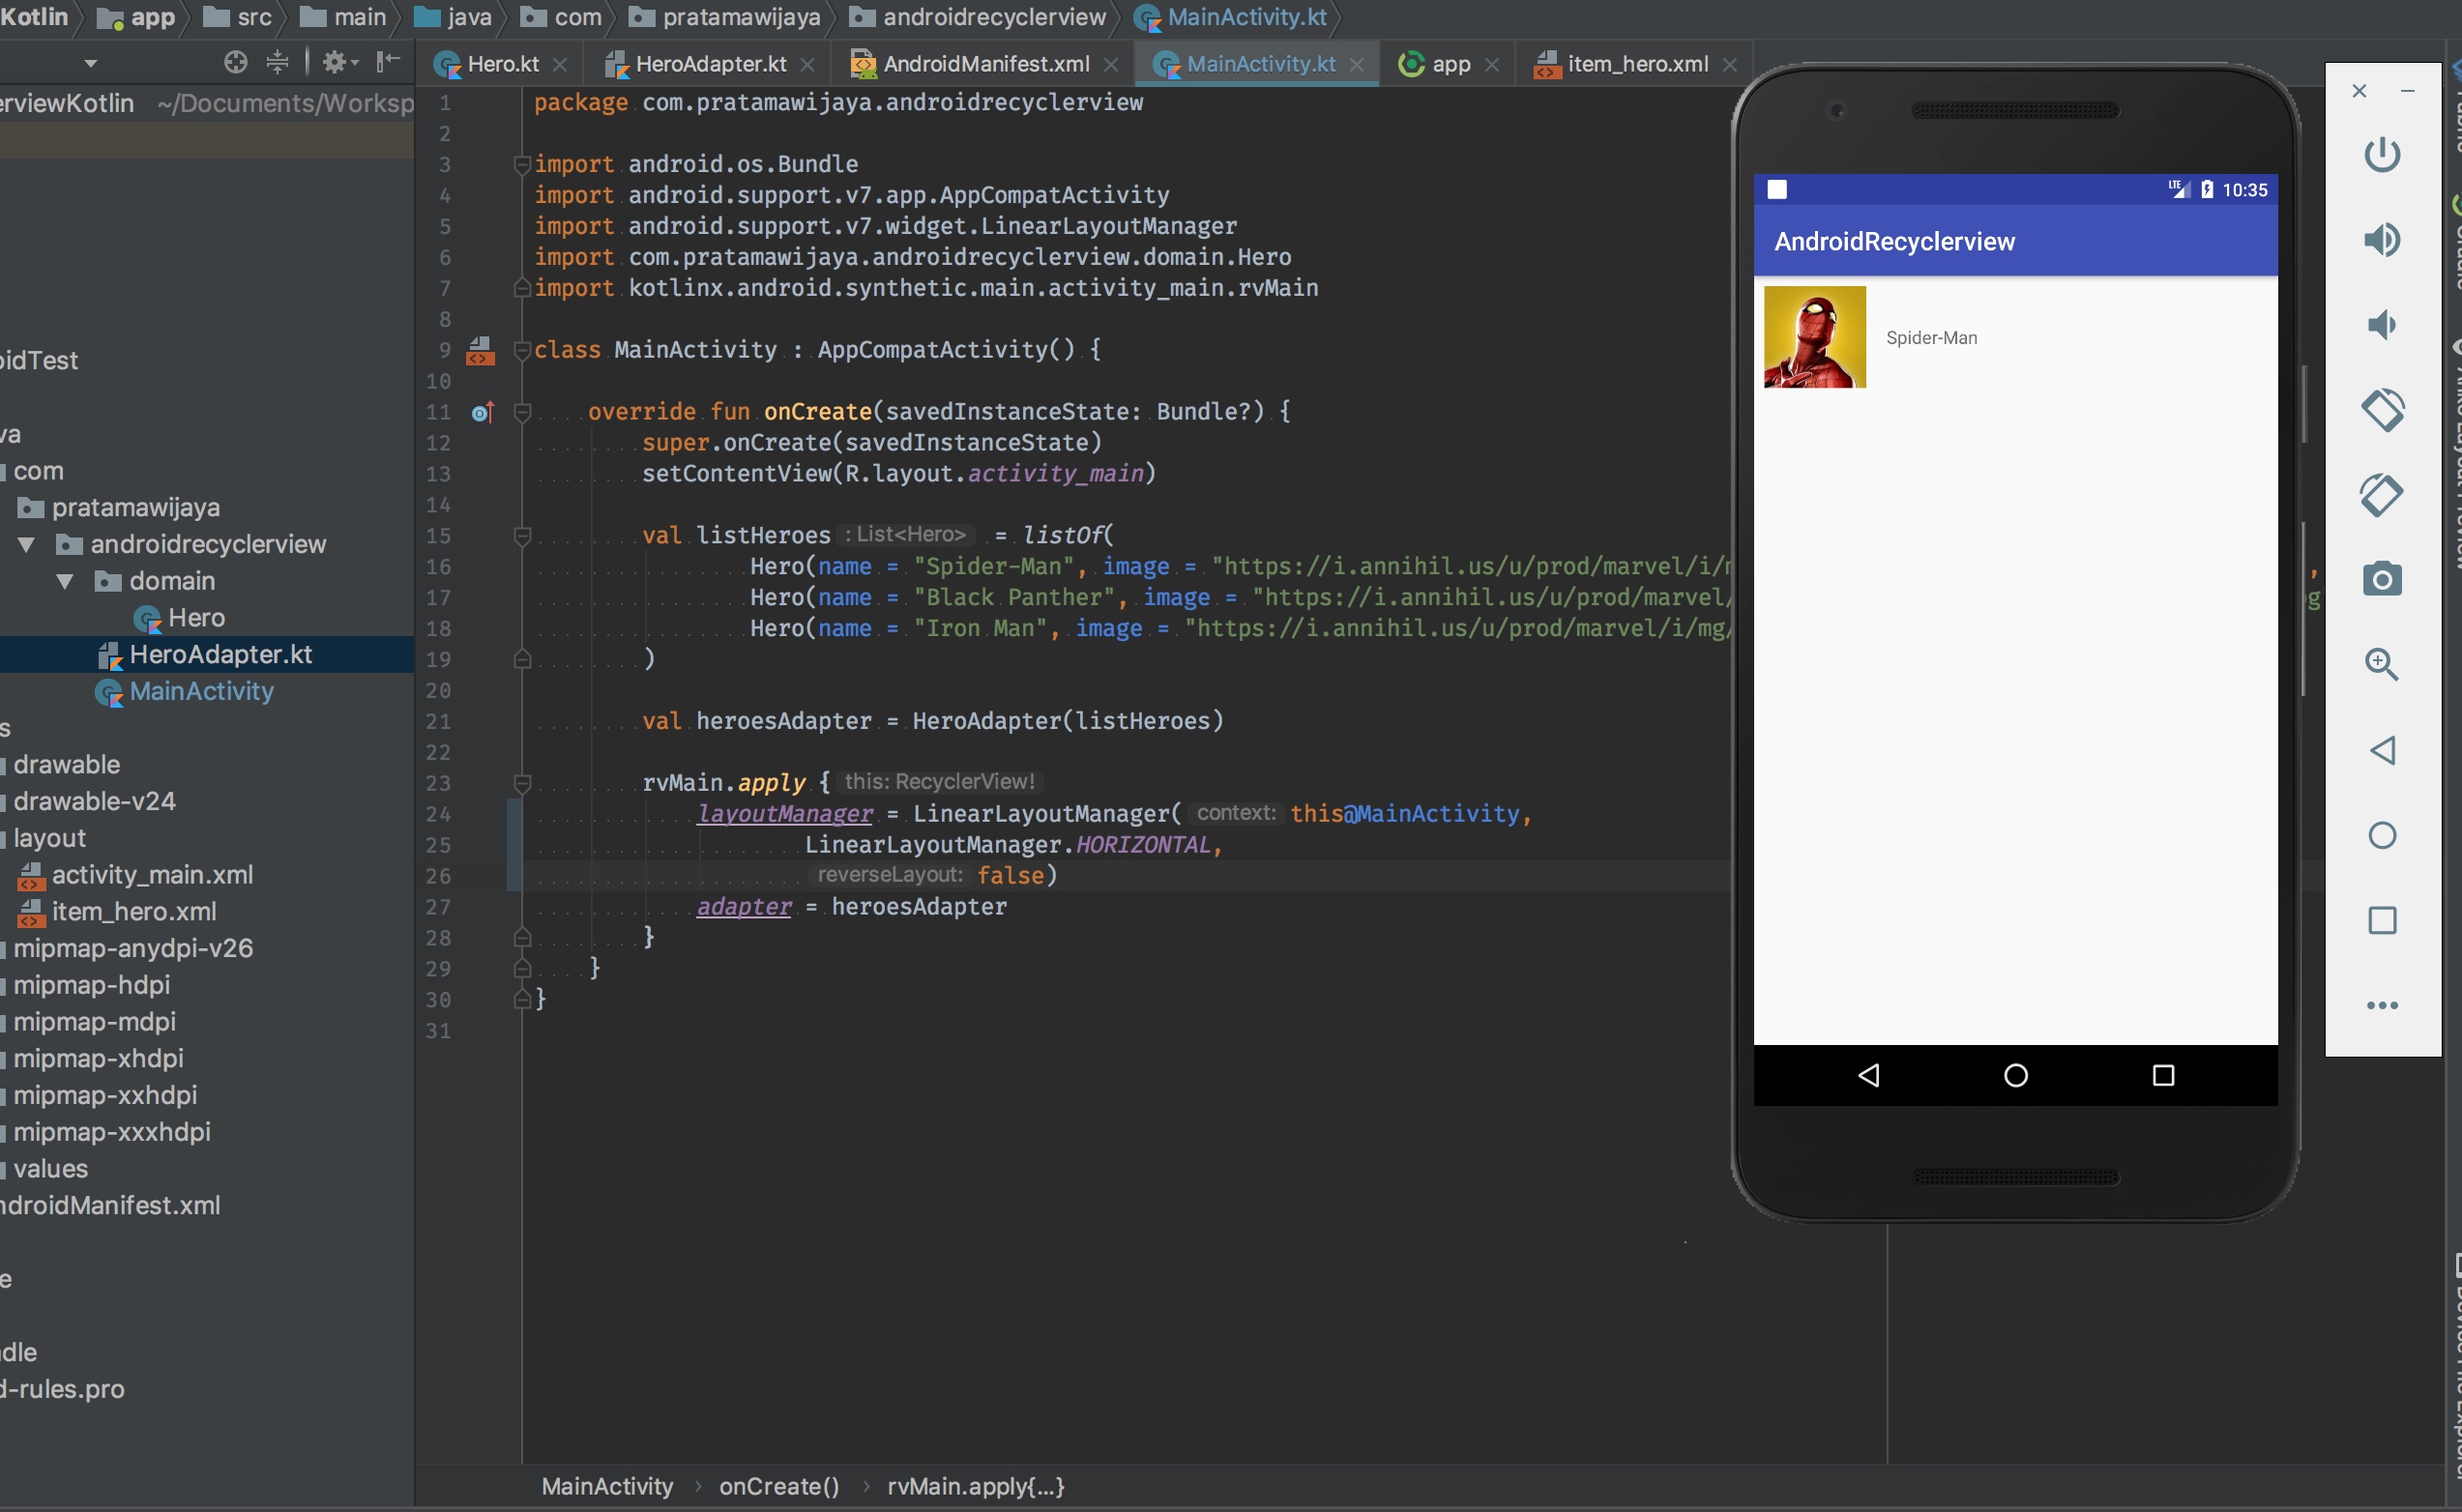 Kotlin app src main java com pratamawijaya androidrecyclerview MainActivity.kt
Hero.kt HeroAdapter.kt AndroidManifest.xml MainActivity.kt app item_hero.xml
erviewKotlin ~/Documents/Worksp
oidTest
va
com
pratamawijaya
androidrecyclerview
domain
Hero
HeroAdapter.kt
MainActivity
s
drawable
drawable-v24
layout
activity_main.xml
item_hero.xml
mipmap-anydpi-v26
mipmap-hdpi
mipmap-mdpi
mipmap-xhdpi
mipmap-xxhdpi
mipmap-xxxhdpi
values
ndroidManifest.xml
e
dle
d-rules.pro
1 package com.pratamawijaya.androidrecyclerview
2
3 import android.os.Bundle
4 import android.support.v7.app.AppCompatActivity
5 import android.support.v7.widget.LinearLayoutManager
6 import com.pratamawijaya.androidrecyclerview.domain.Hero
7 import kotlinx.android.synthetic.main.activity_main.rvMain
8
9 class MainActivity : AppCompatActivity() {
10
11 override fun onCreate(savedInstanceState: Bundle?) {
12 super.onCreate(savedInstanceState)
13 setContentView(R.layout.activity_main)
14
15 val listHeroes : List<Hero> = listOf(
16 Hero(name = "Spider-Man", image = "https://i.annihil.us/u/prod/marvel/i/m ,
17 Hero(name = "Black Panther", image = "https://i.annihil.us/u/prod/marvel/ g
18 Hero(name = "Iron Man", image = "https://i.annihil.us/u/prod/marvel/i/mg/
19 )
20
21 val heroesAdapter = HeroAdapter(listHeroes)
22
23 rvMain.apply { this: RecyclerView!
24 layoutManager = LinearLayoutManager( context: this@MainActivity,
25 LinearLayoutManager.HORIZONTAL,
26 reverseLayout: false)
27 adapter = heroesAdapter
28 }
29 }
30 }
31
MainActivity › onCreate() › rvMain.apply{...}
LTE 10:35
AndroidRecyclerview
Spider-Man